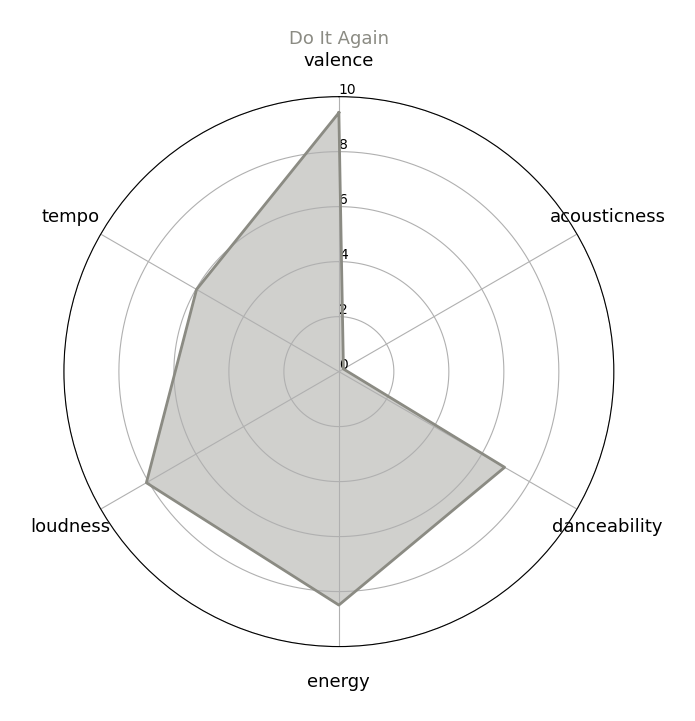 Do It Again
valence
10
8
6
4
2
0
tempo
acousticness
loudness
danceability
energy